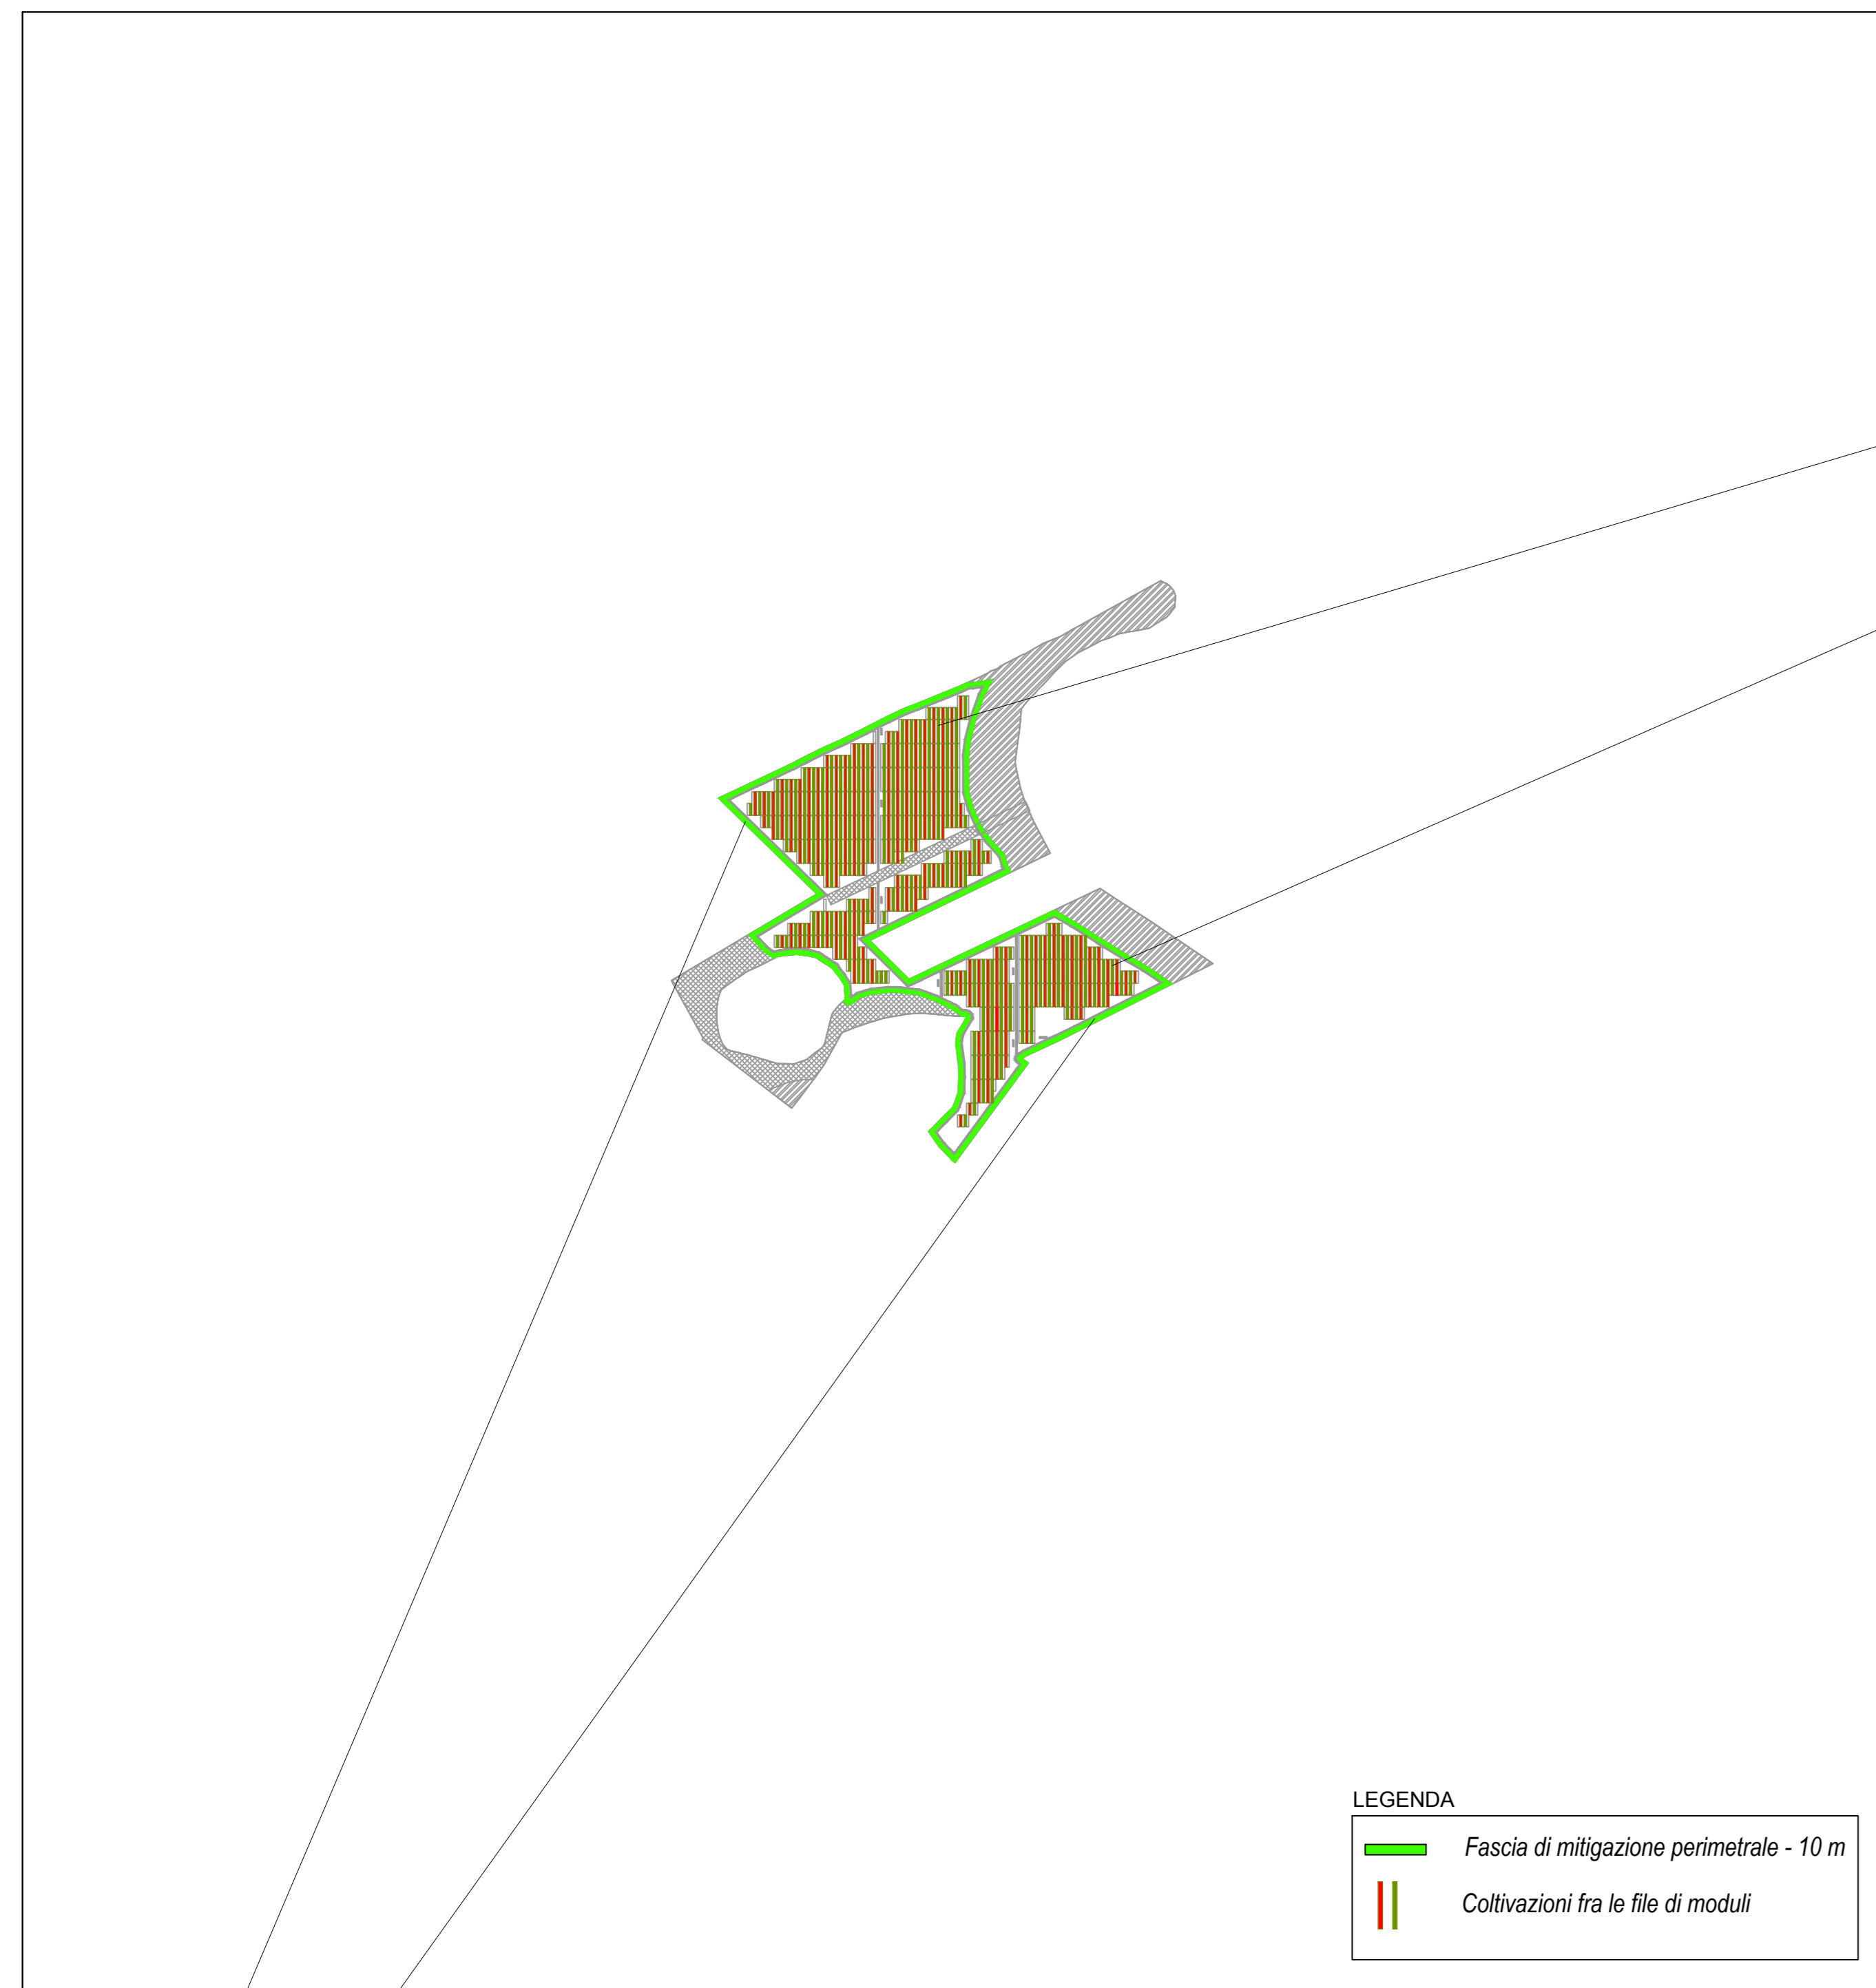 LEGENDA
Fascia di mitigazione perimetrale - 10 m
Coltivazioni fra le file di moduli